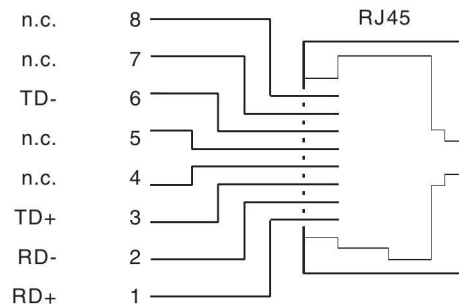 RJ45
n.c. 8
n.c. 7
TD- 6
n.c. 5
n.c. 4
TD+ 3
RD- 2
RD+ 1